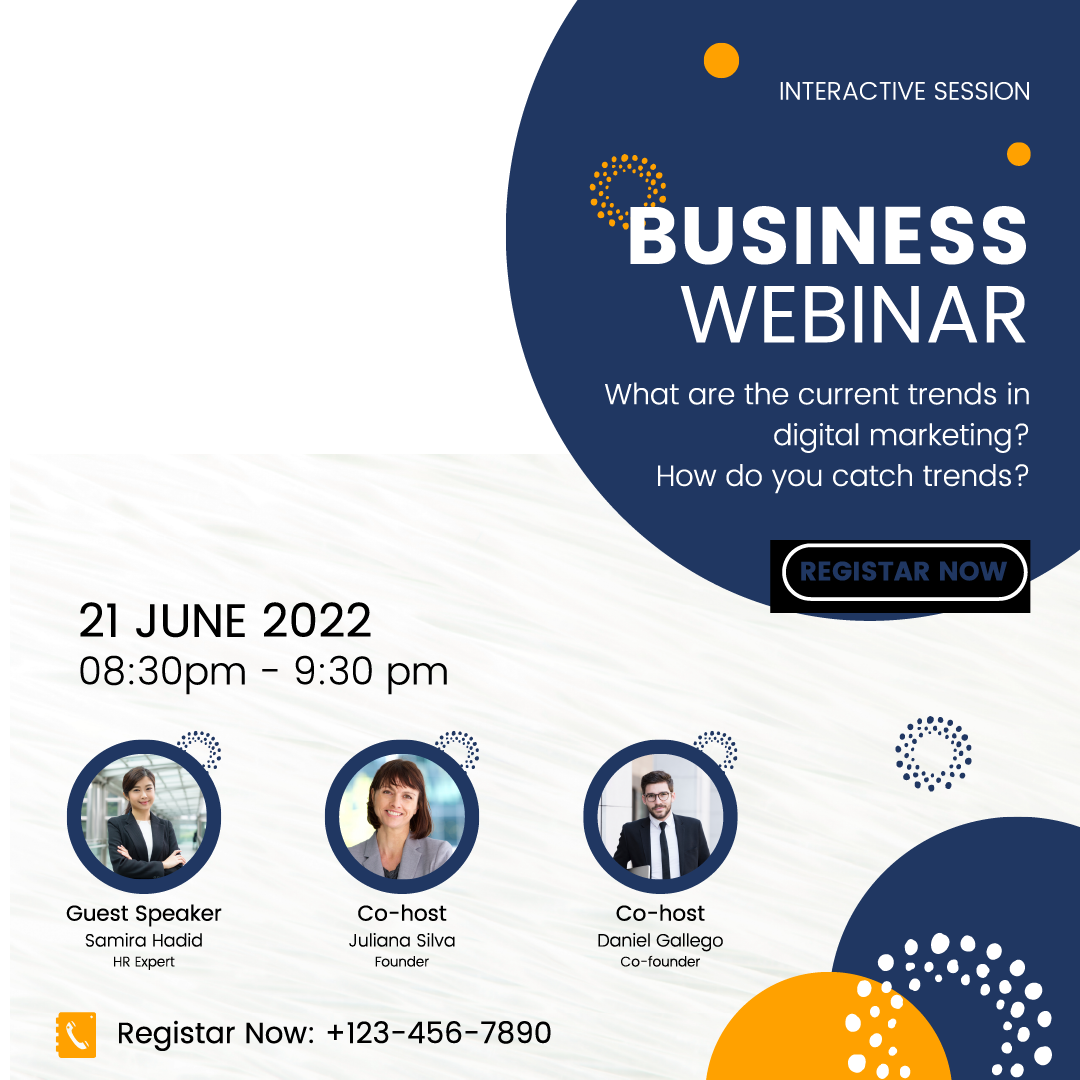 INTERACTIVE SESSION
BUSINESS
WEBINAR
What are the current trends in
digital marketing?
How do you catch trends?
REGISTAR NOW
21 JUNE 2022
08:30pm - 9:30 pm
Guest Speaker
Samira Hadid
HR Expert
Co-host
Juliana Silva
Founder
Co-host
Daniel Gallego
Co-founder
Registar Now: +123-456-7890